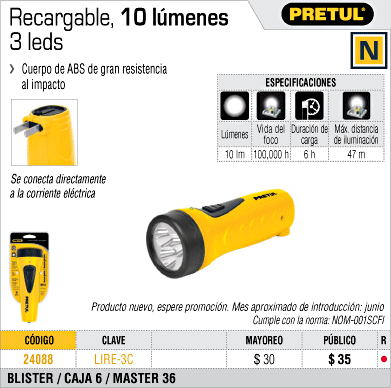 Recargable, 10 lúmenes
3 leds
PRETUL®
N
Cuerpo de ABS de gran resistencia
al impacto
ESPECIFICACIONES
Lúmenes
Vida del foco
Duración de carga
Máx. distancia de iluminación
10 lm
100,000 h
6 h
47 m
Se conecta directamente
a la corriente eléctrica
PRETUL
Producto nuevo, espere promoción. Mes aproximado de introducción: junio
Cumple con la norma: NOM-001SCFI
CÓDIGO CLAVE MAYOREO PÚBLICO R
24088 LIRE-3C $ 30 $ 35
BLISTER / CAJA 6 / MASTER 36